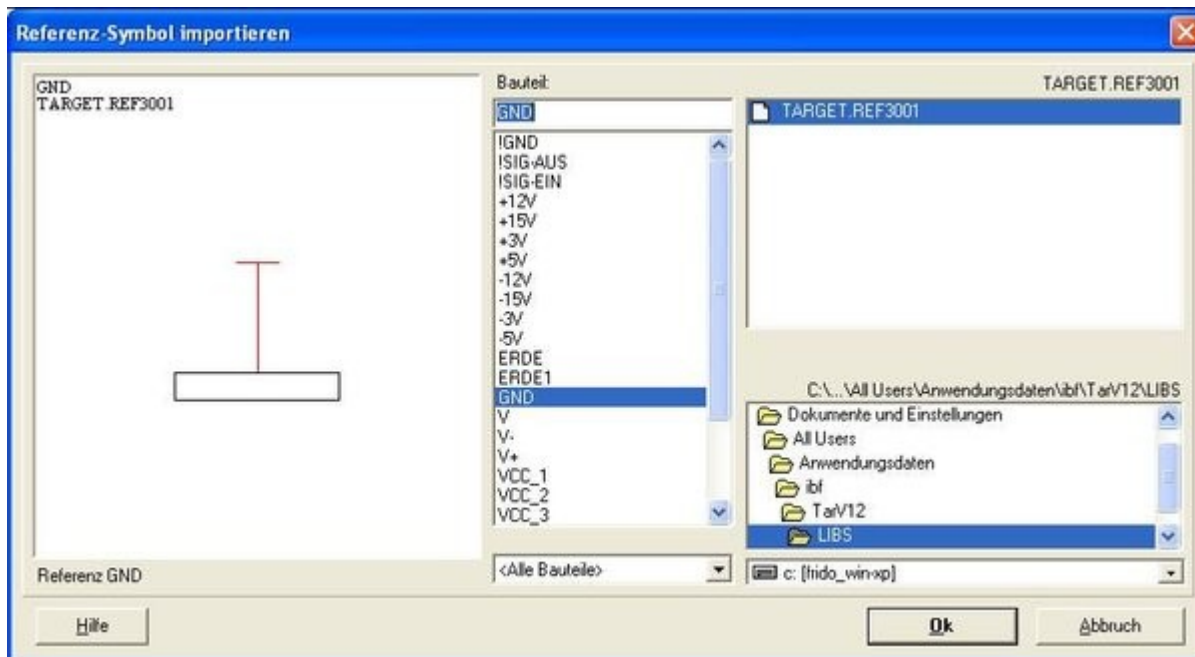 Referenz-Symbol importieren
GND
TARGET.REF3001
Referenz GND
Bauteil:
GND
!GND
!SIG-AUS
!SIG-EIN
+12V
+15V
+3V
+5V
-12V
-15V
-3V
-5V
ERDE
ERDE1
GND
V
V-
V+
VCC_1
VCC_2
VCC_3
<Alle Bauteile>
TARGET.REF3001
TARGET.REF3001
C:\...\All Users\Anwendungsdaten\ibf\TarV12\LIBS
Dokumente und Einstellungen
All Users
Anwendungsdaten
ibf
TarV12
LIBS
c: [frido_win-xp]
Hilfe
Ok
Abbruch